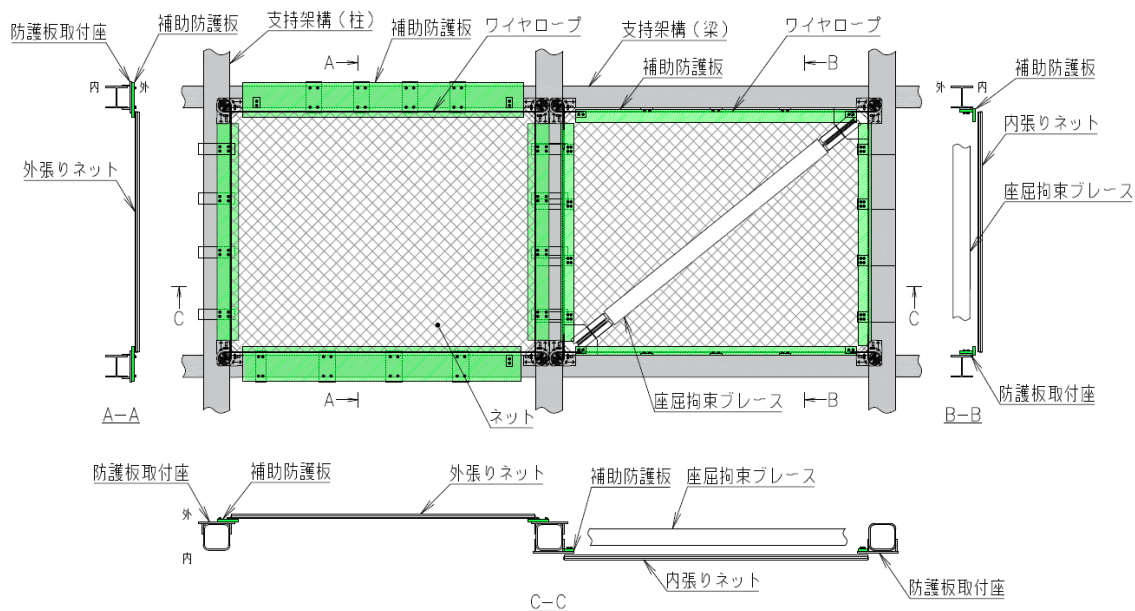 支持架構（柱）
補助防護板
補助防護板
ワイヤロープ
支持架構（梁）
ワイヤロープ
防護板取付座
補助防護板
補助防護板
A
B
内
外
外
内
外張りネット
内張りネット
座屈拘束ブレース
C
C
A
B
座屈拘束ブレース
ネット
防護板取付座
A-A
B-B
防護板取付座
補助防護板
外張りネット
補助防護板
座屈拘束ブレース
外
内
内張りネット
防護板取付座
C-C